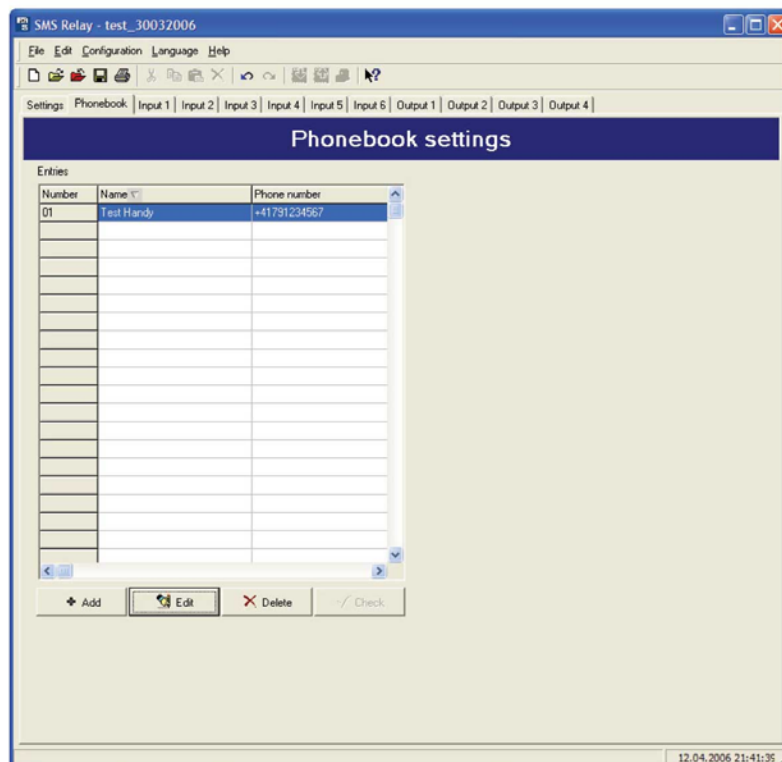 SMS Relay - test_30032006
File Edit Configuration Language Help
Settings Phonebook Input 1 Input 2 Input 3 Input 4 Input 5 Input 6 Output 1 Output 2 Output 3 Output 4
Phonebook settings
Entries
Number Name Phone number
01 Test Handy +41791234567
Add Edit Delete Check
12.04.2006 21:41:39